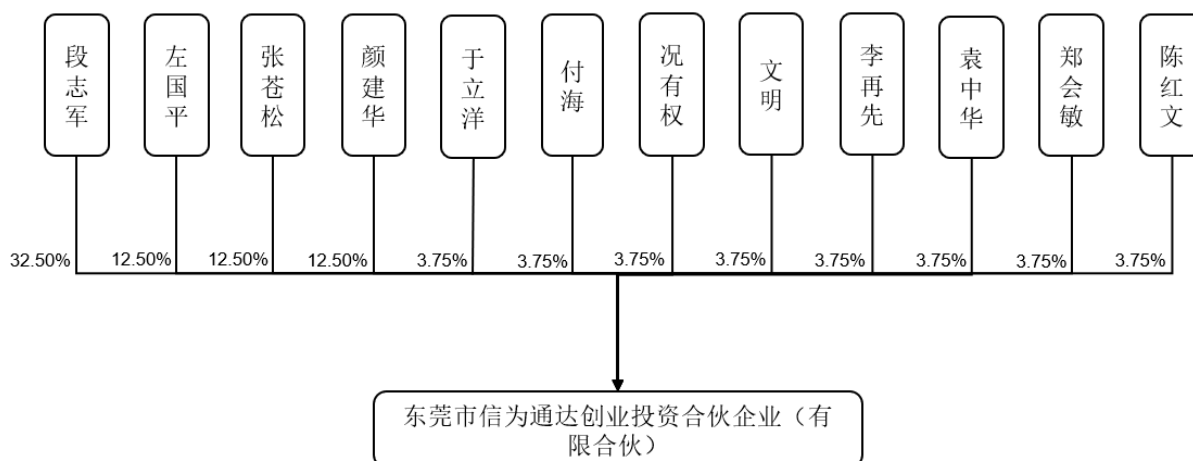 段志军
左国平
张苍松
颜建华
于立洋
付海
况有权
文明
李再先
袁中华
郑会敏
陈红文
32.50%
12.50%
12.50%
12.50%
3.75%
3.75%
3.75%
3.75%
3.75%
3.75%
3.75%
3.75%
东莞市信为通达创业投资合伙企业（有
限合伙）